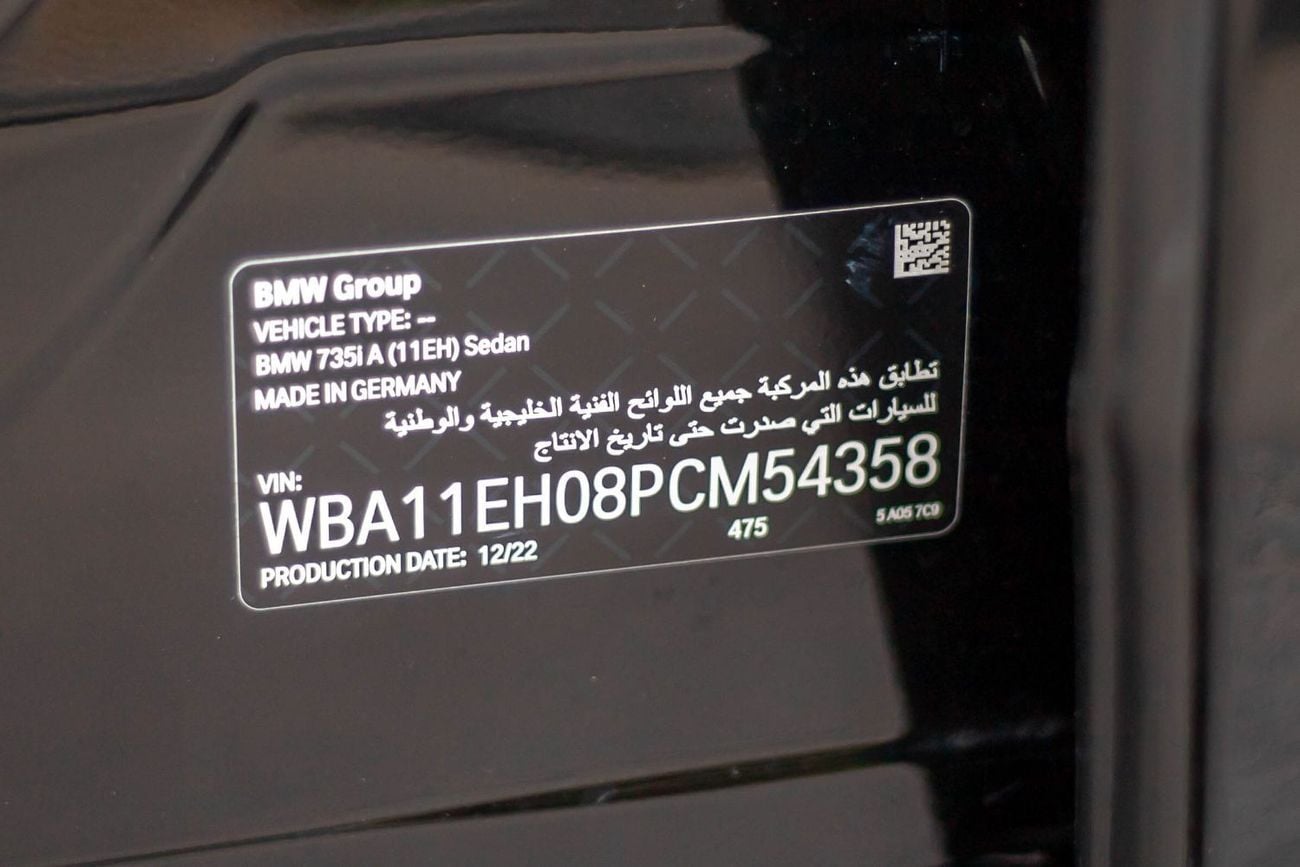 BMW Group
VEHICLE TYPE: --
BMW 735i A (11EH) Sedan
MADE IN GERMANY
تطابق هذه المركبة جميع اللوائح الفنية الخليجية والوطنية
للسيارات التي صدرت حتى تاريخ الانتاج
VIN:
WBA11EH08PCM54358
PRODUCTION DATE: 12/22
475
5 A05 7C9